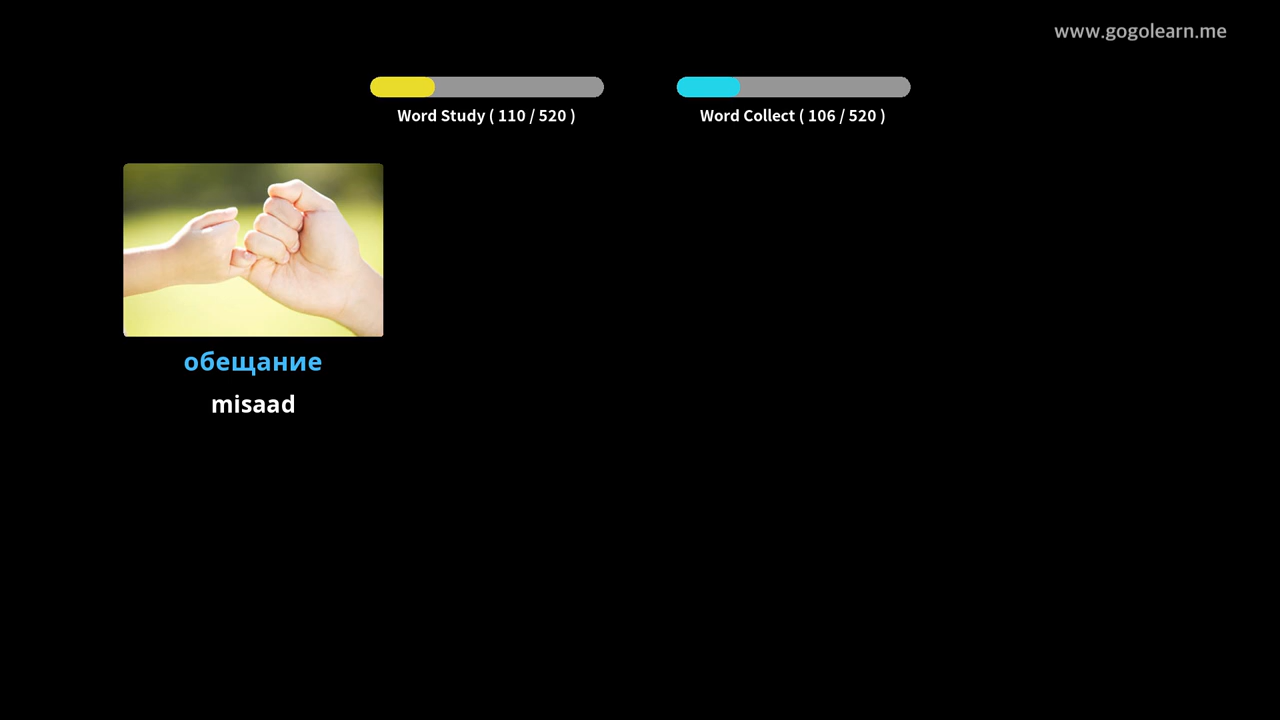 www.gogolearn.me
Word Study ( 110 / 520 )
Word Collect ( 106 / 520 )
обещание
misaad